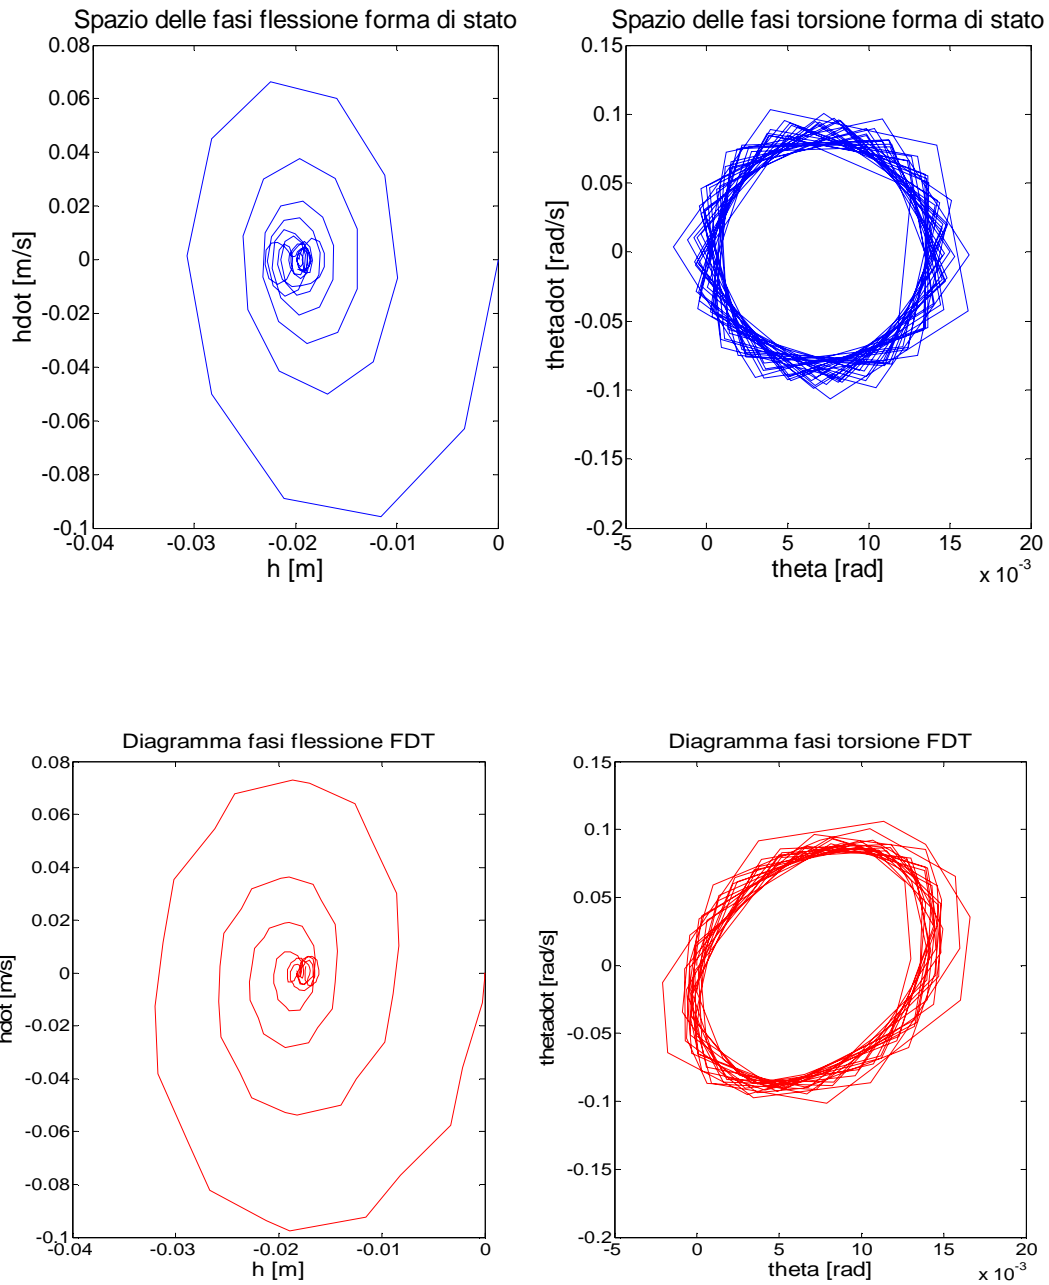 Spazio delle fasi flessione forma di stato
0.08
0.06
0.04
0.02
0
-0.02
-0.04
-0.06
-0.08
-0.1
hdot [m/s]
-0.04 -0.03 -0.02 -0.01 0
h [m]
Spazio delle fasi torsione forma di stato
0.15
0.1
0.05
0
-0.05
-0.1
-0.15
-0.2
thetadot [rad/s]
-5 0 5 10 15 20
theta [rad]
x 10-3
Diagramma fasi flessione FDT
0.08
0.06
0.04
0.02
0
-0.02
-0.04
-0.06
-0.08
-0.1
hdot [m/s]
-0.04 -0.03 -0.02 -0.01 0
h [m]
Diagramma fasi torsione FDT
0.15
0.1
0.05
0
-0.05
-0.1
-0.15
-0.2
thetadot [rad/s]
-5 0 5 10 15 20
theta [rad]
x 10-3